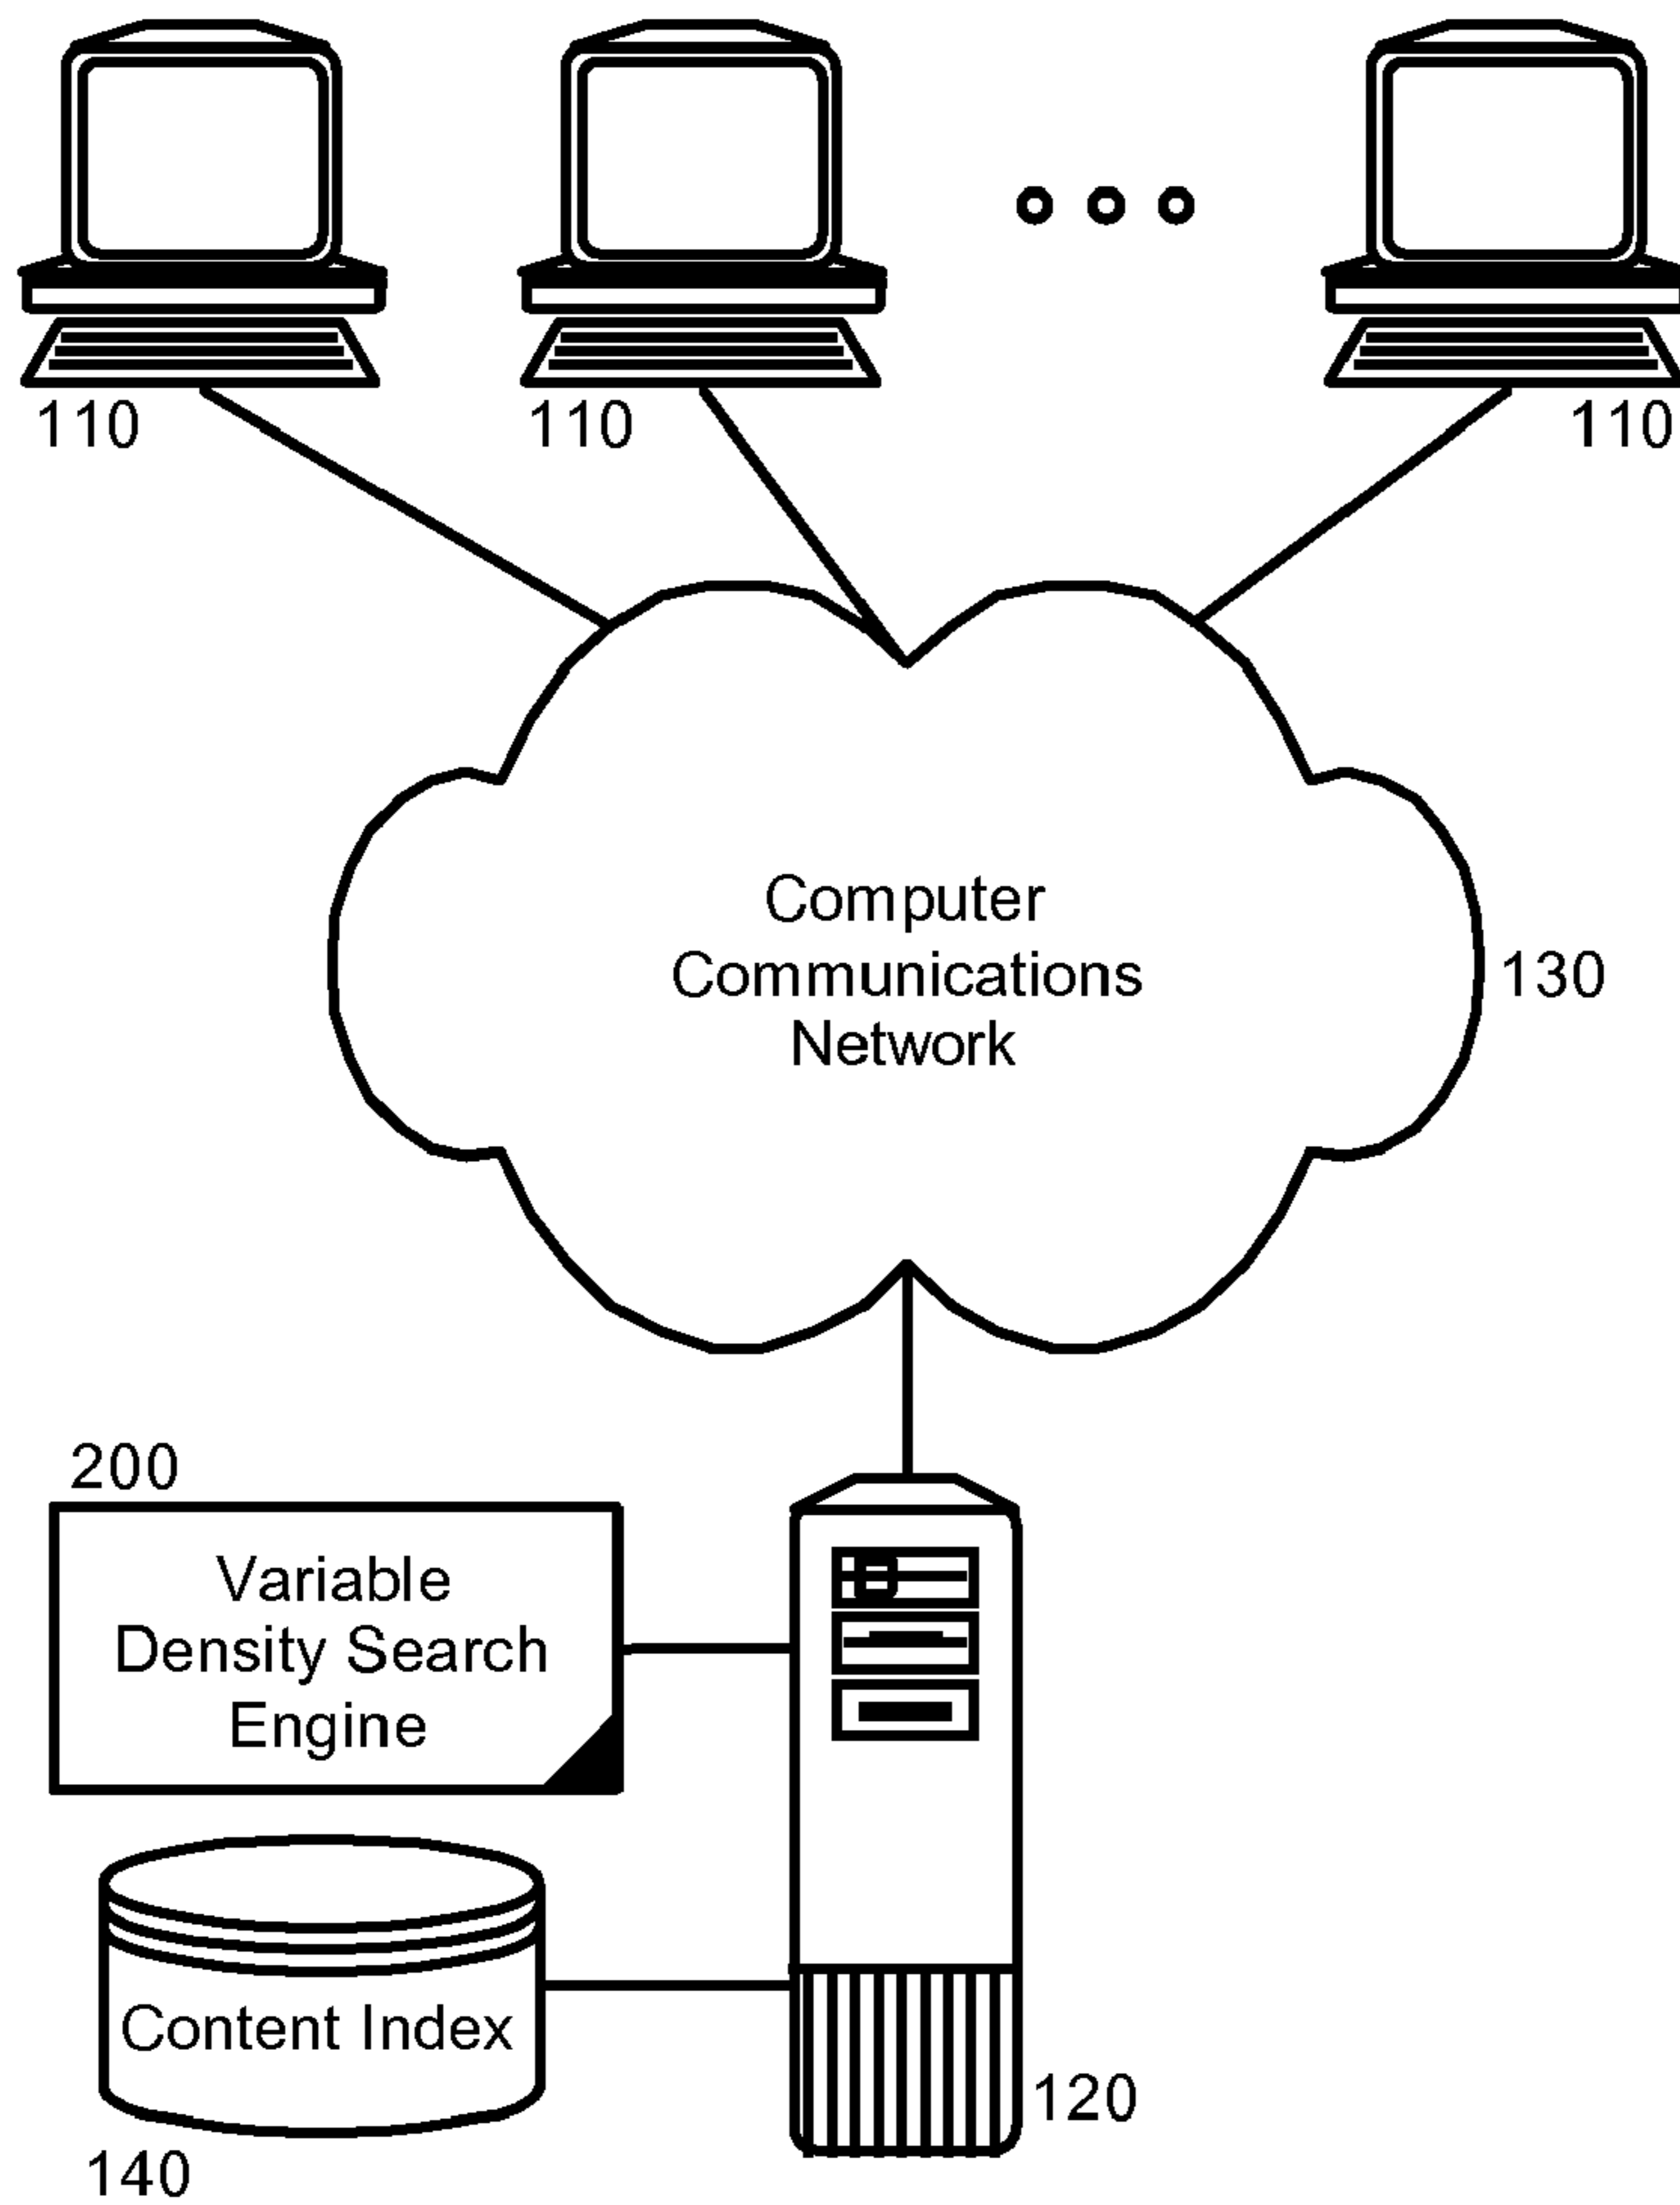 110
110
110
Computer
Communications
Network
130
200
Variable
Density Search
Engine
Content Index
120
140